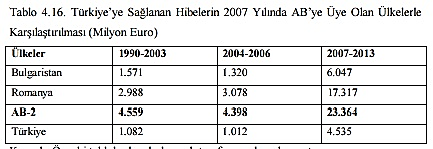 Tablo 4.16. Türkiye'ye Sağlanan Hibelerin 2007 Yılında AB'ye Üye Olan Ülkelerle
Karşılaştırılması (Milyon Euro)
Ülkeler 1990-2003 2004-2006 2007-2013
Bulgaristan 1.571 1.320 6.047
Romanya 2.988 3.078 17.317
AB-2 4.559 4.398 23.364
Türkiye 1.082 1.012 4.535